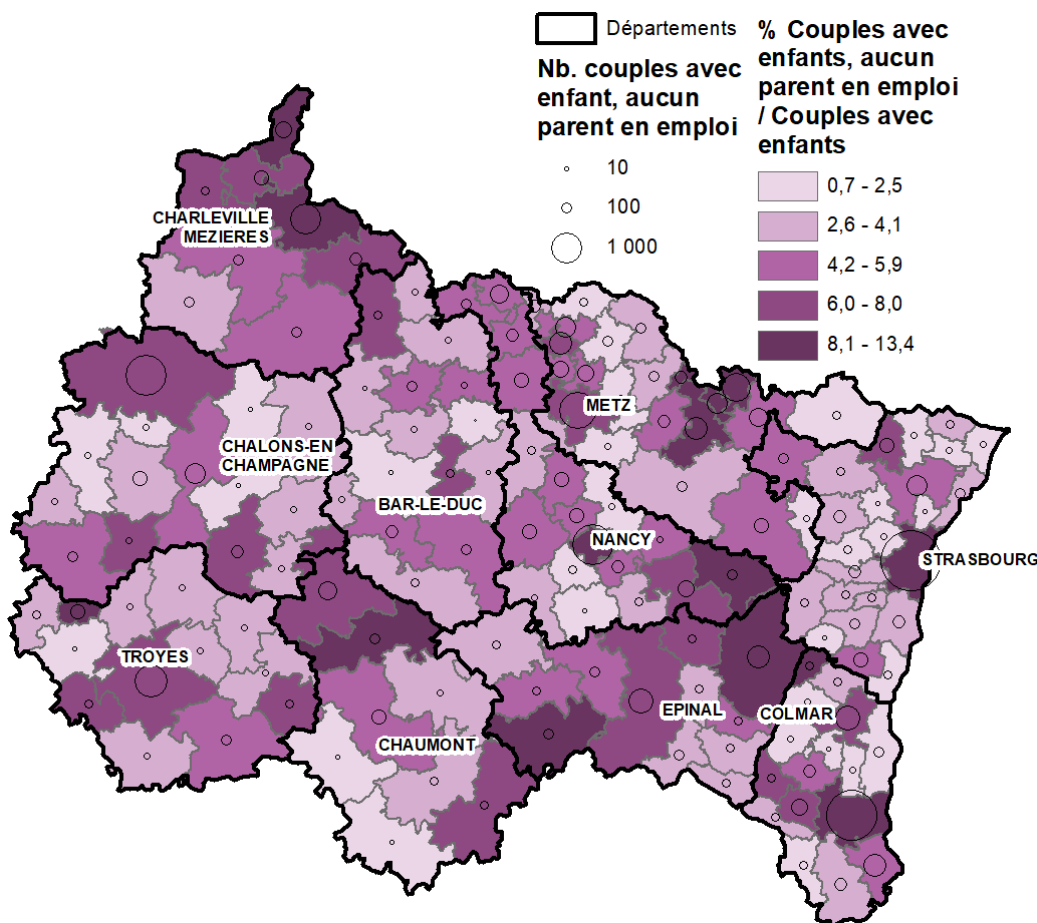 Départements
Nb. couples avec
enfant, aucun
parent en emploi
10
100
1 000
% Couples avec
enfants, aucun
parent en emploi
/ Couples avec
enfants
0,7 - 2,5
2,6 - 4,1
4,2 - 5,9
6,0 - 8,0
8,1 - 13,4
CHARLEVILLE
MEZIERES
METZ
CHALONS-EN
CHAMPAGNE
BAR-LE-DUC
NANCY
STRASBOURG
TROYES
EPINAL
COLMAR
CHAUMONT